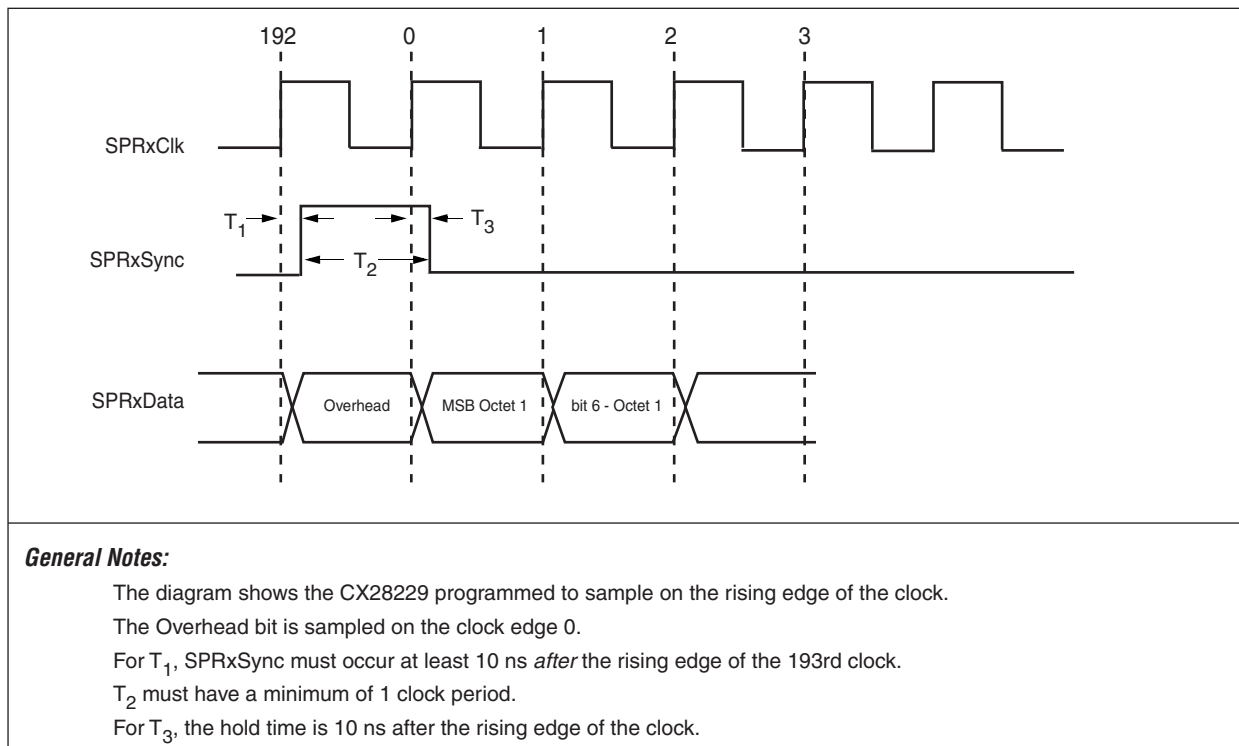 192 0 1 2 3
SPRxClk
T1 T3
SPRxSync T2
SPRxData Overhead MSB Octet 1 bit 6 - Octet 1
General Notes:
The diagram shows the CX28229 programmed to sample on the rising edge of the clock.
The Overhead bit is sampled on the clock edge 0.
For T1, SPRxSync must occur at least 10 ns after the rising edge of the 193rd clock.
T2 must have a minimum of 1 clock period.
For T3, the hold time is 10 ns after the rising edge of the clock.